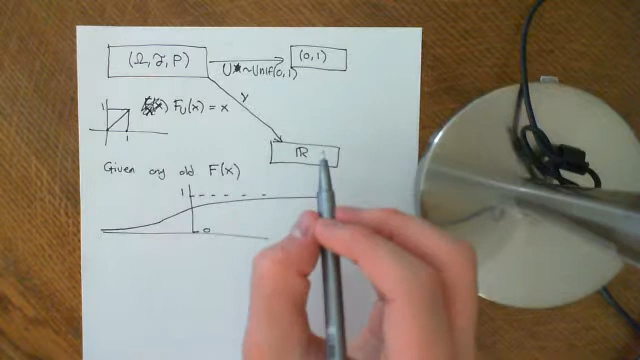 (Ω, F, P)
U ~ Unif(0,1)
(0,1)
Y
1
1
F_U(x) = x
ℝ
Given any old F(x)
1
0